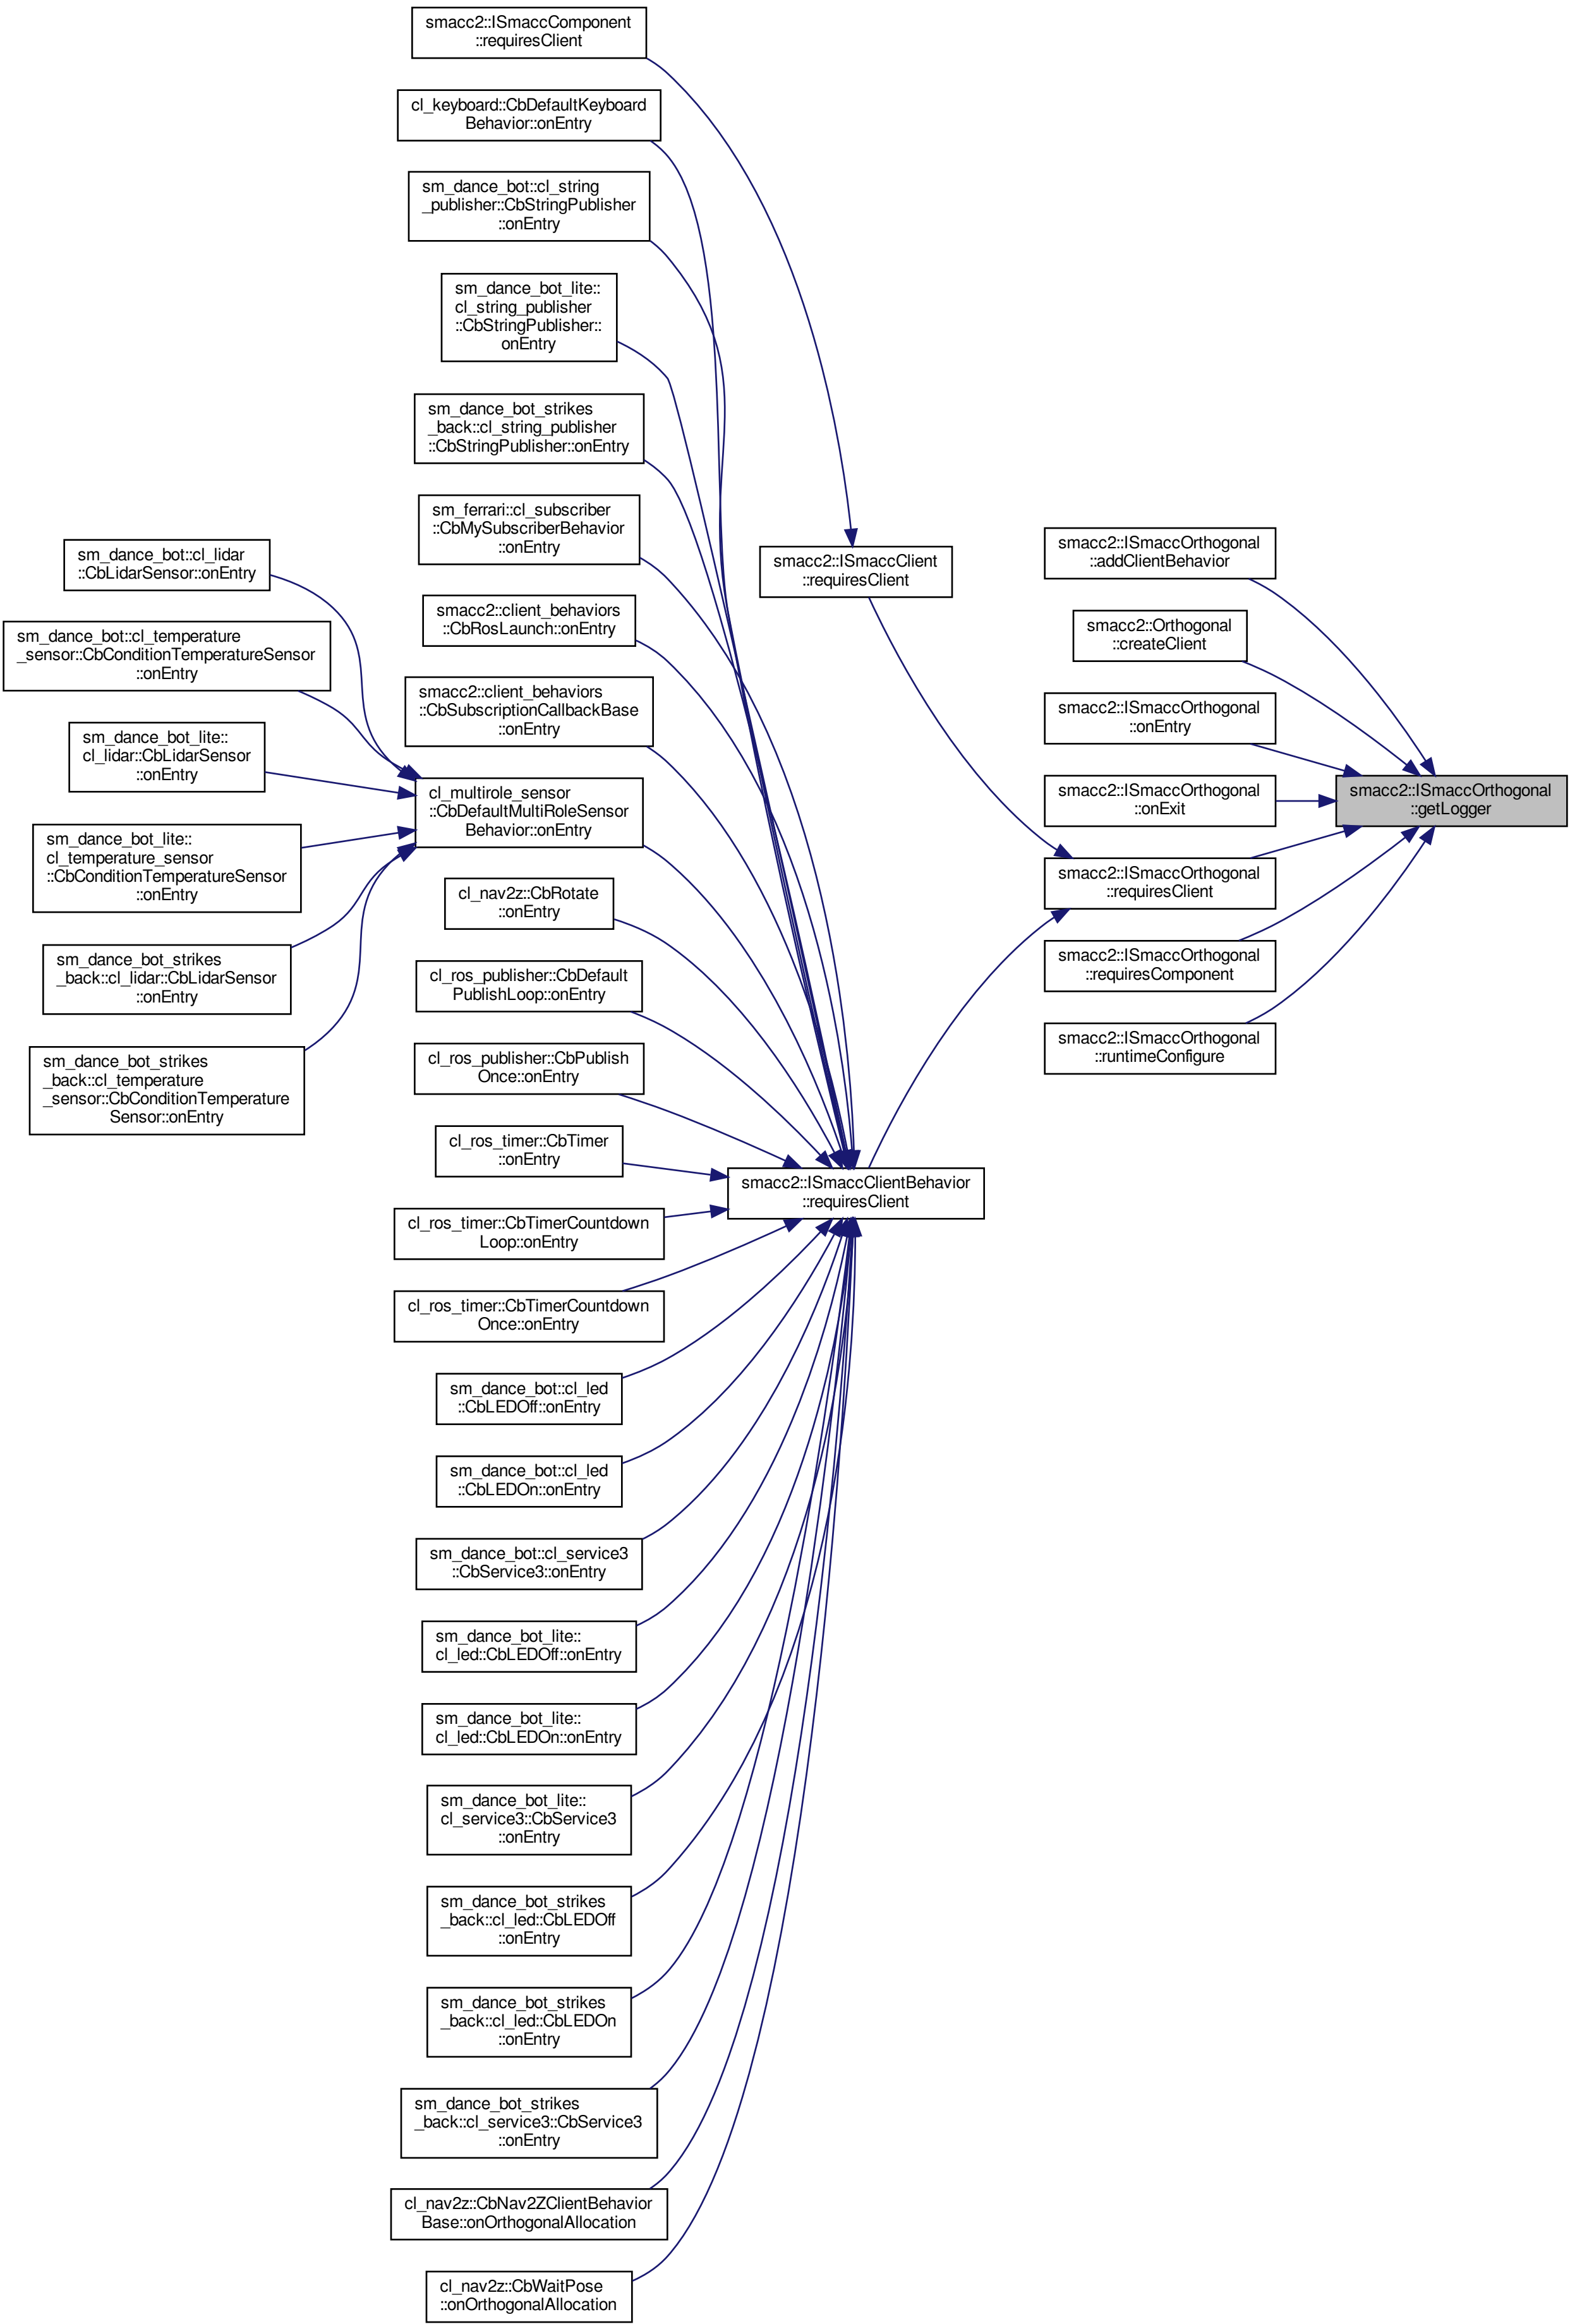 smacc2::ISmaccComponent
::requiresClient
cl_keyboard::CbDefaultKeyboard
Behavior::onEntry
sm_dance_bot::cl_string
_publisher::CbStringPublisher
::onEntry
sm_dance_bot_lite::
cl_string_publisher
::CbStringPublisher::
onEntry
sm_dance_bot_strikes
_back::cl_string_publisher
::CbStringPublisher::onEntry
sm_ferrari::cl_subscriber
::CbMySubscriberBehavior
::onEntry
smacc2::client_behaviors
::CbRosLaunch::onEntry
smacc2::client_behaviors
::CbSubscriptionCallbackBase
::onEntry
cl_multirole_sensor
::CbDefaultMultiRoleSensor
Behavior::onEntry
cl_nav2z::CbRotate
::onEntry
cl_ros_publisher::CbDefault
PublishLoop::onEntry
cl_ros_publisher::CbPublish
Once::onEntry
cl_ros_timer::CbTimer
::onEntry
cl_ros_timer::CbTimerCountdown
Loop::onEntry
cl_ros_timer::CbTimerCountdown
Once::onEntry
sm_dance_bot::cl_led
::CbLEDOff::onEntry
sm_dance_bot::cl_led
::CbLEDOn::onEntry
sm_dance_bot::cl_service3
::CbService3::onEntry
sm_dance_bot_lite::
cl_led::CbLEDOff::onEntry
sm_dance_bot_lite::
cl_led::CbLEDOn::onEntry
sm_dance_bot_lite::
cl_service3::CbService3
::onEntry
sm_dance_bot_strikes
_back::cl_led::CbLEDOff
::onEntry
sm_dance_bot_strikes
_back::cl_led::CbLEDOn
::onEntry
sm_dance_bot_strikes
_back::cl_service3::CbService3
::onEntry
cl_nav2z::CbNav2ZClientBehavior
Base::onOrthogonalAllocation
cl_nav2z::CbWaitPose
::onOrthogonalAllocation
sm_dance_bot::cl_lidar
::CbLidarSensor::onEntry
sm_dance_bot::cl_temperature
_sensor::CbConditionTemperatureSensor
::onEntry
sm_dance_bot_lite::
cl_lidar::CbLidarSensor
::onEntry
sm_dance_bot_lite::
cl_temperature_sensor
::CbConditionTemperatureSensor
::onEntry
sm_dance_bot_strikes
_back::cl_lidar::CbLidarSensor
::onEntry
sm_dance_bot_strikes
_back::cl_temperature
_sensor::CbConditionTemperature
Sensor::onEntry
smacc2::ISmaccClient
::requiresClient
smacc2::ISmaccClientBehavior
::requiresClient
smacc2::ISmaccOrthogonal
::addClientBehavior
smacc2::Orthogonal
::createClient
smacc2::ISmaccOrthogonal
::onEntry
smacc2::ISmaccOrthogonal
::onExit
smacc2::ISmaccOrthogonal
::requiresClient
smacc2::ISmaccOrthogonal
::requiresComponent
smacc2::ISmaccOrthogonal
::runtimeConfigure
smacc2::ISmaccOrthogonal
::getLogger